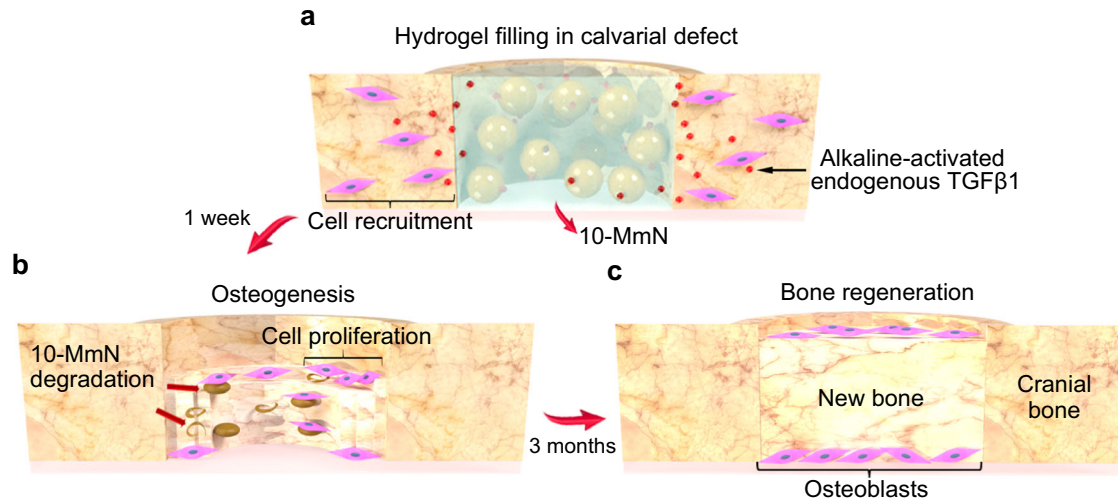 a
Hydrogel filling in calvarial defect
Alkaline-activated
endogenous TGFβ1
Cell recruitment
1 week
10-MmN
b
Osteogenesis
Cell proliferation
10-MmN
degradation
3 months
c
Bone regeneration
New bone
Cranial
bone
Osteoblasts